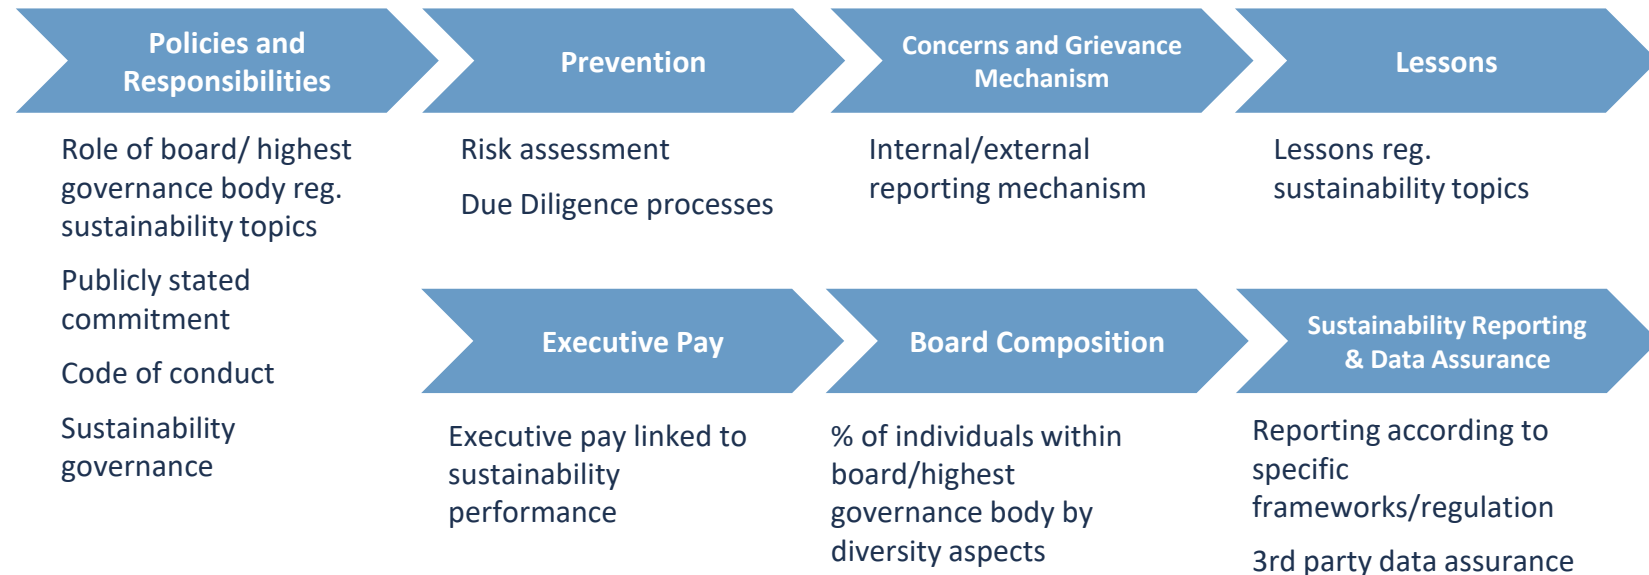 Policies and
Responsibilities
Prevention
Concerns and Grievance
Mechanism
Lessons
Role of board/ highest
governance body reg.
sustainability topics
Publicly stated
commitment
Code of conduct
Sustainability
governance
Risk assessment
Due Diligence processes
Internal/external
reporting mechanism
Lessons reg.
sustainability topics
Executive Pay
Board Composition
Sustainability Reporting
& Data Assurance
Executive pay linked to
sustainability
performance
% of individuals within
board/highest
governance body by
diversity aspects
Reporting according to
specific
frameworks/regulation
3rd party data assurance